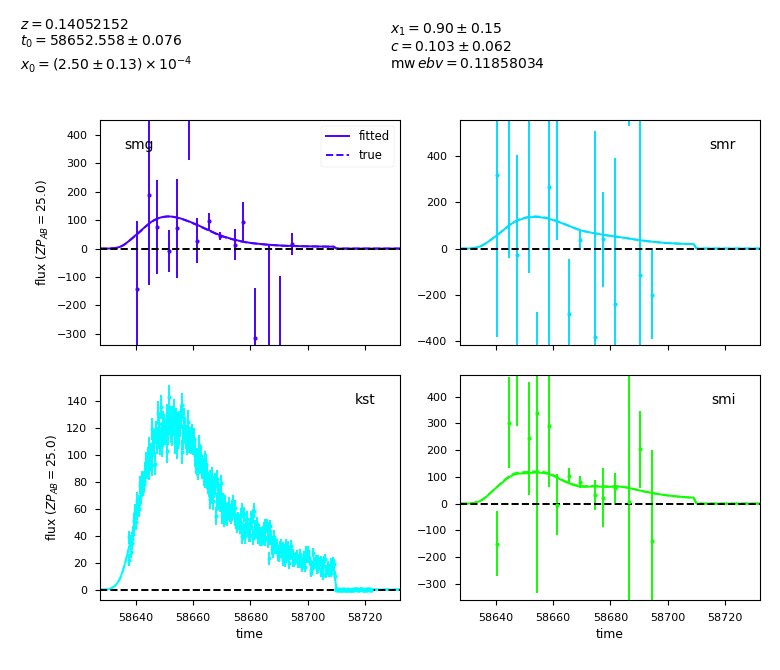 z = 0.14052152
t₀ = 58652.558 ± 0.076
x₀ = (2.50 ± 0.13) × 10⁻⁴
x₁ = 0.90 ± 0.15
c = 0.103 ± 0.062
mw ebv = 0.11858034
smg
fitted
true
flux (ZP_AB = 25.0)
400
300
200
100
0
−100
−200
−300
smr
400
200
0
−200
−400
kst
flux (ZP_AB = 25.0)
140
120
100
80
60
40
20
0
58640 58660 58680 58700 58720
time
smi
400
300
200
100
0
−100
−200
−300
58640 58660 58680 58700 58720
time